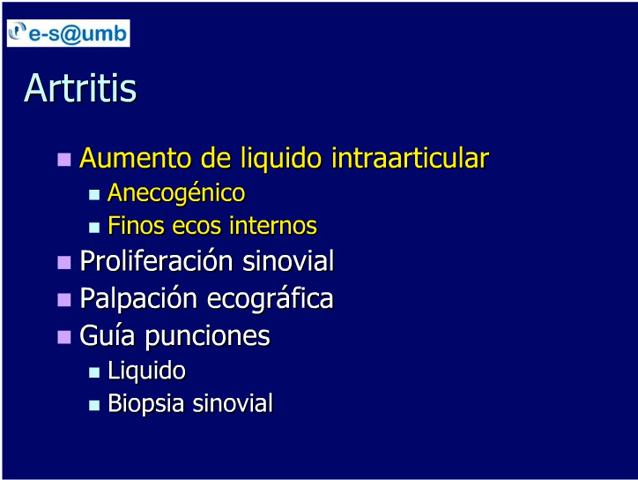 e-s@umb
Artritis
Aumento de liquido intraarticular
Anecogénico
Finos ecos internos
Proliferación sinovial
Palpación ecográfica
Guía punciones
Liquido
Biopsia sinovial